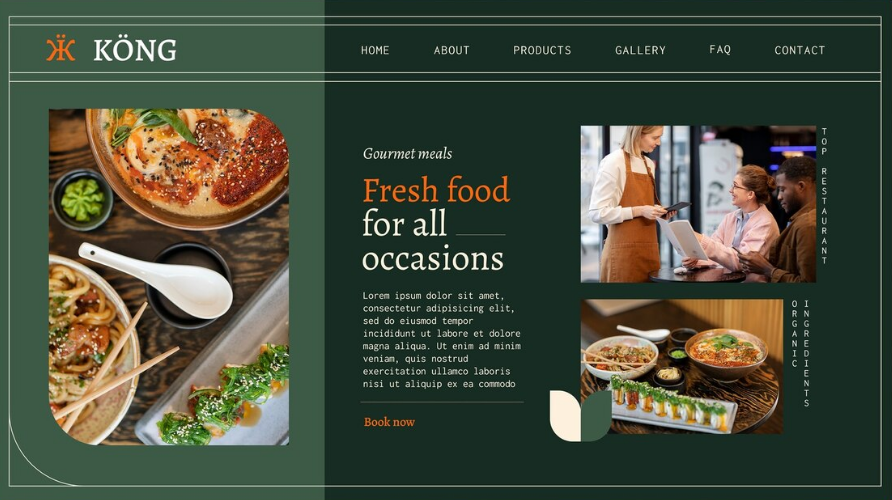 KÖNG
HOME
ABOUT
PRODUCTS
GALLERY
FAQ
CONTACT
Gourmet meals
Fresh food
for all
occasions
Lorem ipsum dolor sit amet,
consectetur adipisicing elit,
sed do eiusmod tempor
incididunt ut labore et dolore
magna aliqua. Ut enim ad minim
veniam, quis nostrud
exercitation ullamco laboris
nisi ut aliquip ex ea commodo
Book now
TOP RESTAURANT
ORGANIC
INGREDIENTS